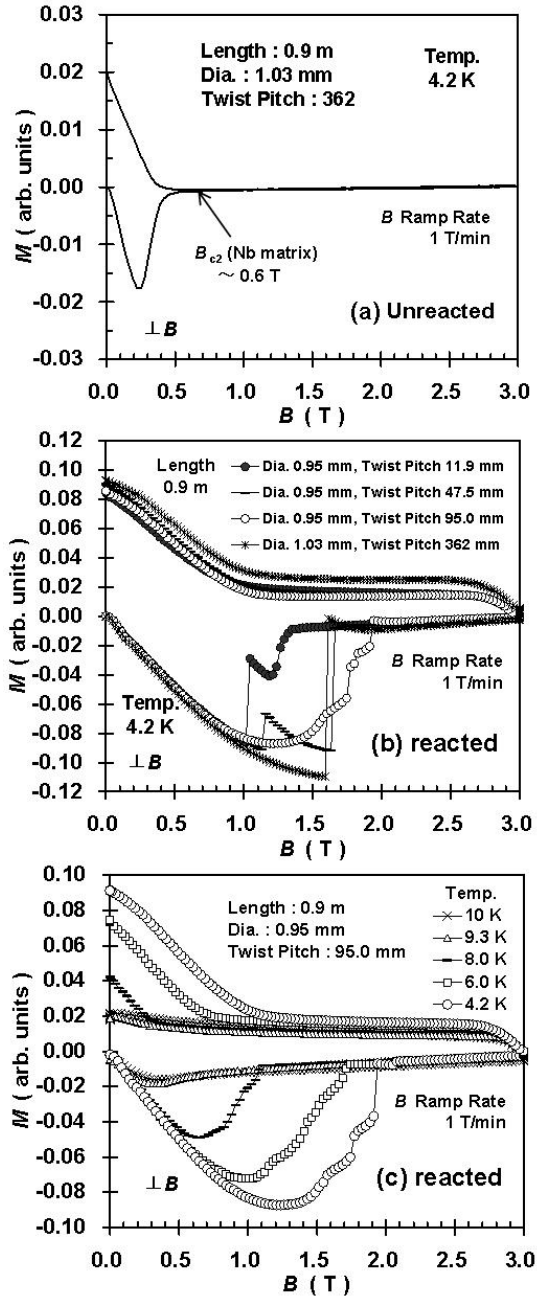 0.03
0.02
0.01
0.00
-0.01
-0.02
-0.03
M ( arb. units )
Length : 0.9 m
Dia. : 1.03 mm
Twist Pitch : 362
Temp.
4.2 K
Bc2 (Nb matrix)
~ 0.6 T
B Ramp Rate
1 T/min
⊥ B
(a) Unreacted
0.0 0.5 1.0 1.5 2.0 2.5 3.0
B ( T )
0.12
0.10
0.08
0.06
0.04
0.02
0.00
-0.02
-0.04
-0.06
-0.08
-0.10
-0.12
M ( arb. units )
Length
0.9 m
Dia. 0.95 mm, Twist Pitch 11.9 mm
Dia. 0.95 mm, Twist Pitch 47.5 mm
Dia. 0.95 mm, Twist Pitch 95.0 mm
Dia. 1.03 mm, Twist Pitch 362 mm
B Ramp Rate
1 T/min
Temp.
4.2 K
⊥ B
(b) reacted
0.0 0.5 1.0 1.5 2.0 2.5 3.0
B ( T )
0.10
0.08
0.06
0.04
0.02
0.00
-0.02
-0.04
-0.06
-0.08
-0.10
M ( arb. units )
Length : 0.9 m
Dia. : 0.95 mm
Twist Pitch : 95.0 mm
Temp.
10 K
9.3 K
8.0 K
6.0 K
4.2 K
B Ramp Rate
1 T/min
⊥ B
(c) reacted
0.0 0.5 1.0 1.5 2.0 2.5 3.0
B ( T )